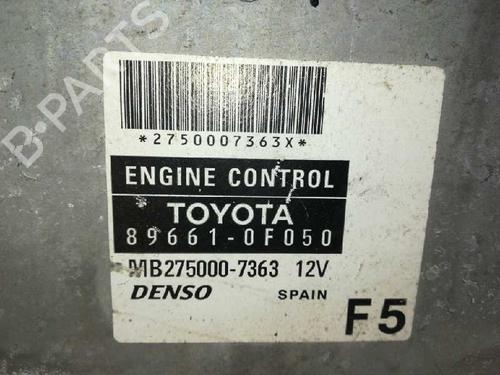 B-PARTS
*2750007363X*
ENGINE CONTROL
TOYOTA
89661-0F050
MB275000-7363 12V
DENSO SPAIN
F5